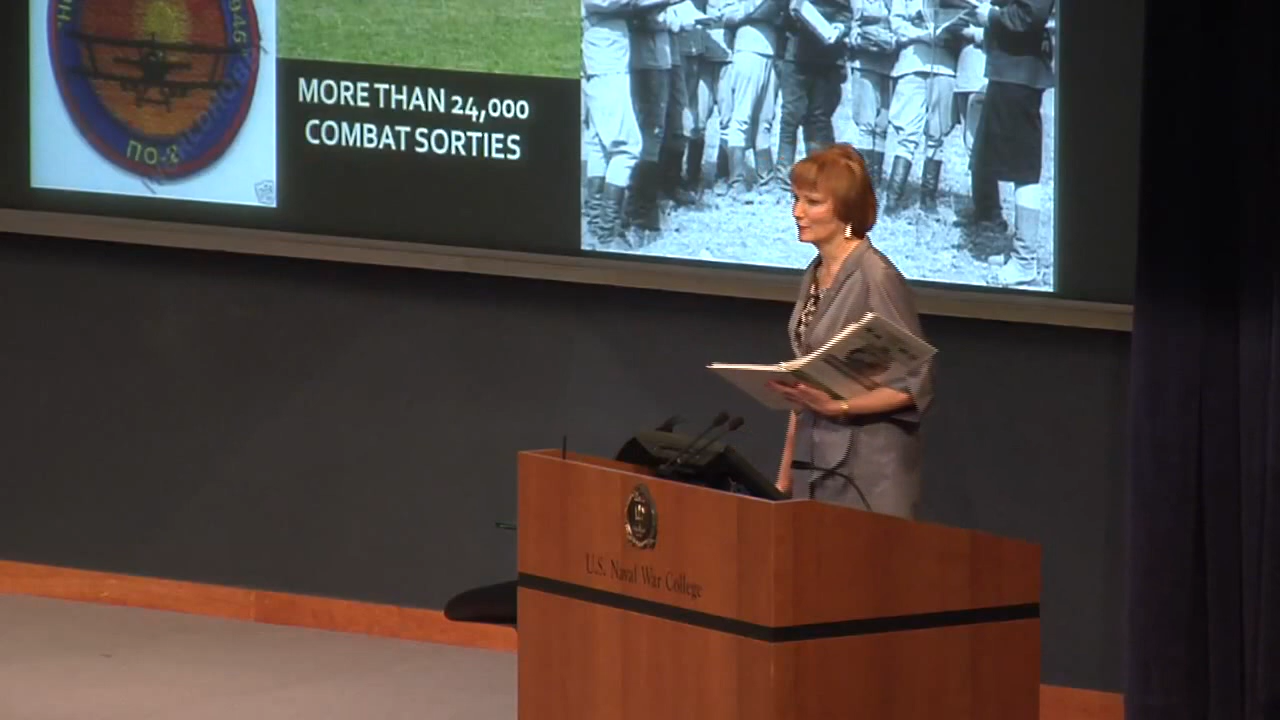 MORE THAN 24,000
COMBAT SORTIES
По-2
U.S. Naval War College